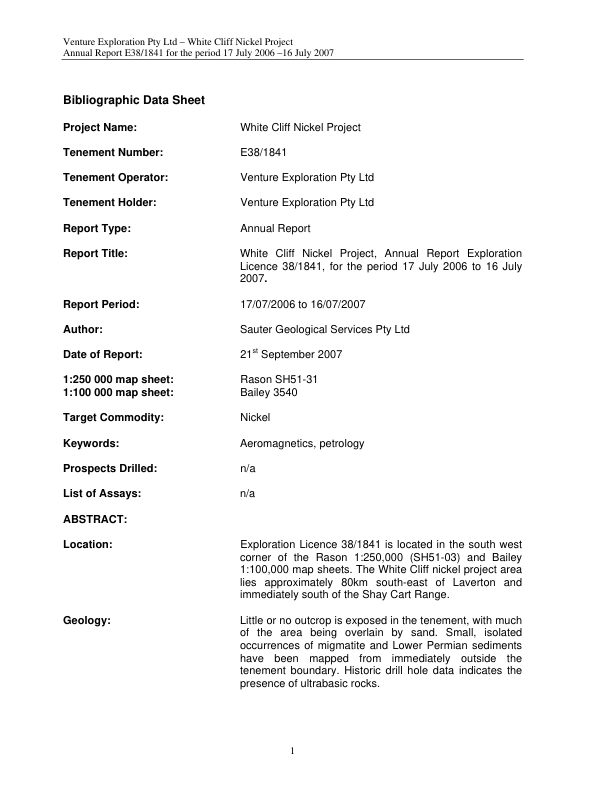 Venture Exploration Pty Ltd – White Cliff Nickel Project
Annual Report E38/1841 for the period 17 July 2006 –16 July 2007
Bibliographic Data Sheet
Project Name: White Cliff Nickel Project
Tenement Number: E38/1841
Tenement Operator: Venture Exploration Pty Ltd
Tenement Holder: Venture Exploration Pty Ltd
Report Type: Annual Report
Report Title: White Cliff Nickel Project, Annual Report Exploration
Licence 38/1841, for the period 17 July 2006 to 16 July
2007.
Report Period: 17/07/2006 to 16/07/2007
Author: Sauter Geological Services Pty Ltd
Date of Report: 21st September 2007
1:250 000 map sheet: Rason SH51-31
1:100 000 map sheet: Bailey 3540
Target Commodity: Nickel
Keywords: Aeromagnetics, petrology
Prospects Drilled: n/a
List of Assays: n/a
ABSTRACT:
Location: Exploration Licence 38/1841 is located in the south west
corner of the Rason 1:250,000 (SH51-03) and Bailey
1:100,000 map sheets. The White Cliff nickel project area
lies approximately 80km south-east of Laverton and
immediately south of the Shay Cart Range.
Geology: Little or no outcrop is exposed in the tenement, with much
of the area being overlain by sand. Small, isolated
occurrences of migmatite and Lower Permian sediments
have been mapped from immediately outside the
tenement boundary. Historic drill hole data indicates the
presence of ultrabasic rocks.
1